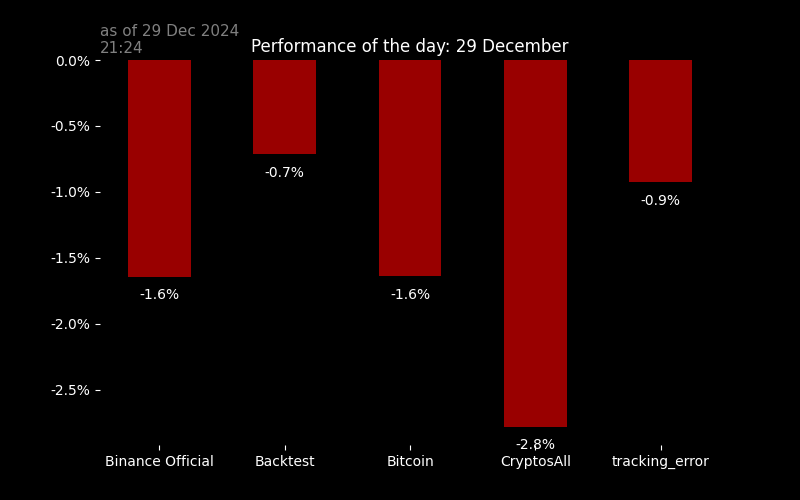 as of 29 Dec 2024
21:24
Performance of the day: 29 December
0.0%
-0.5%
-1.0%
-1.5%
-2.0%
-2.5%
-1.6%
-0.7%
-1.6%
-2.8%
-0.9%
Binance Official
Backtest
Bitcoin
CryptosAll
tracking_error